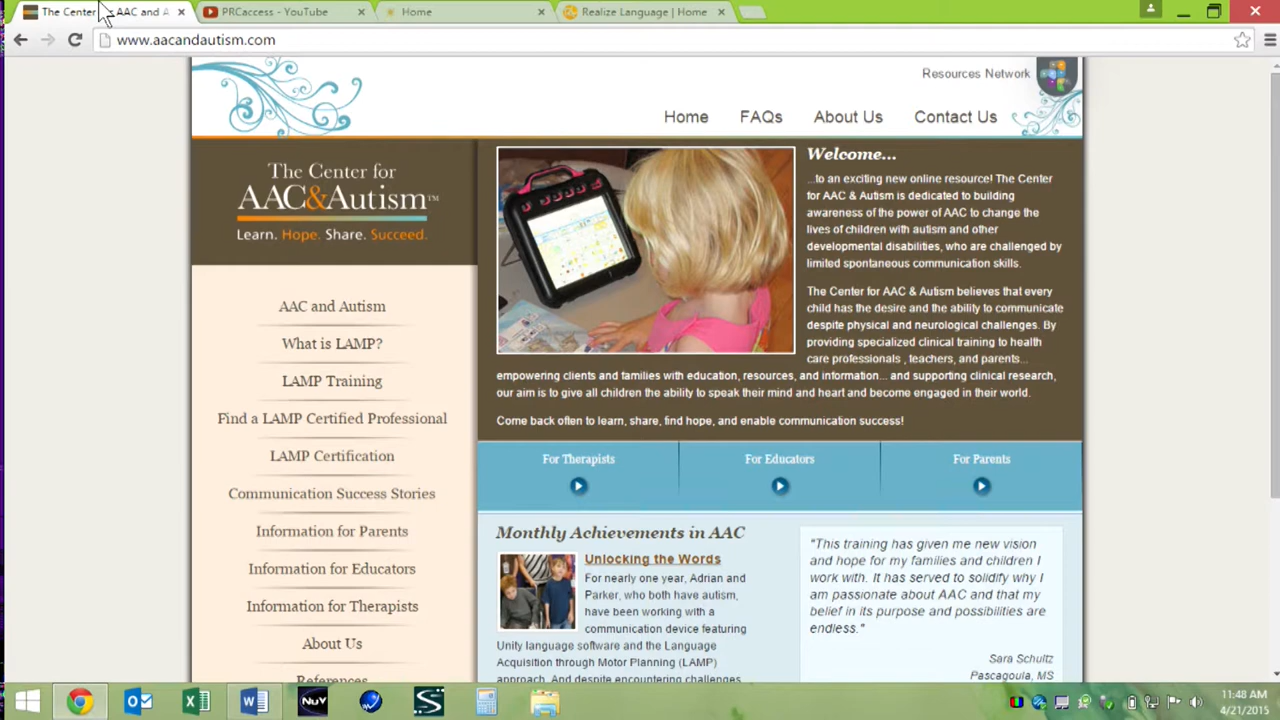 The Center AAC and A
PRCaccess - YouTube
Home
Realize Language | Home
www.aacandautism.com
Resources Network
Home
FAQs
About Us
Contact Us
The Center for
AAC&Autism™
Learn. Hope. Share. Succeed.
AAC and Autism
What is LAMP?
LAMP Training
Find a LAMP Certified Professional
LAMP Certification
Communication Success Stories
Information for Parents
Information for Educators
Information for Therapists
About Us
References
Welcome...
...to an exciting new online resource! The Center
for AAC & Autism is dedicated to building
awareness of the power of AAC to change the
lives of children with autism and other
developmental disabilities, who are challenged by
limited spontaneous communication skills.
The Center for AAC & Autism believes that every
child has the desire and the ability to communicate
despite physical and neurological challenges. By
providing specialized clinical training to health
care professionals , teachers, and parents...
empowering clients and families with education, resources, and information... and supporting clinical research,
our aim is to give all children the ability to speak their mind and heart and become engaged in their world.
Come back often to learn, share, find hope, and enable communication success!
For Therapists
For Educators
For Parents
Monthly Achievements in AAC
Unlocking the Words
For nearly one year, Adrian and
Parker, who both have autism,
have been working with a
communication device featuring
Unity language software and the Language
Acquisition through Motor Planning (LAMP)
approach. And despite encountering challenges
"This training has given me new vision
and hope for my families and children I
work with. It has served to solidify why I
am passionate about AAC and that my
belief in its purpose and possibilities are
endless."
Sara Schultz
Pascagoula, MS
NuV
11:48 AM
4/21/2015